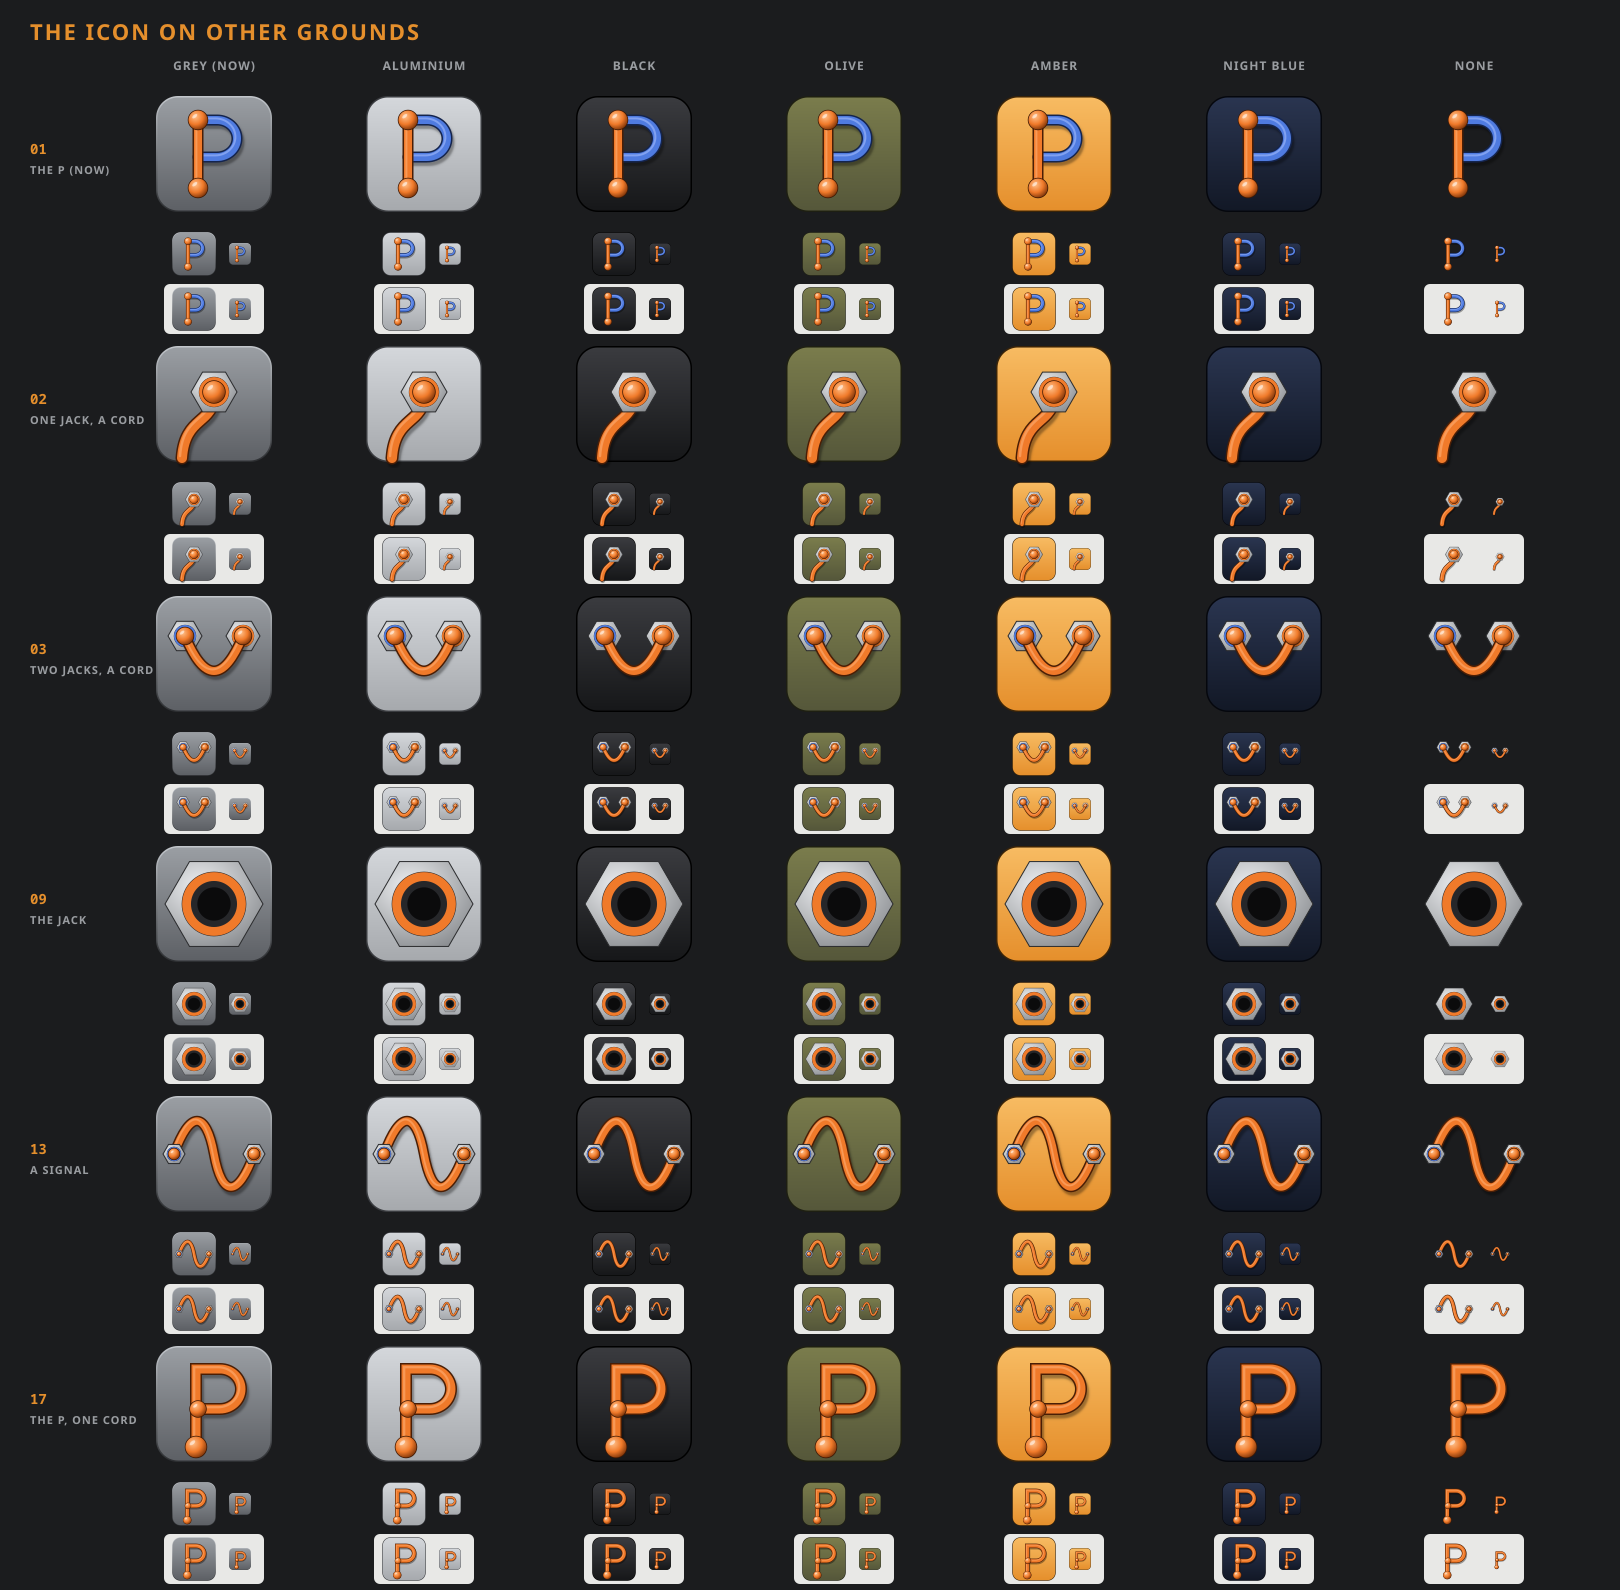 THE ICON ON OTHER GROUNDS
GREY (NOW) ALUMINIUM BLACK OLIVE AMBER NIGHT BLUE NONE
01
THE P (NOW)
02
ONE JACK, A CORD
03
TWO JACKS, A CORD
09
THE JACK
13
A SIGNAL
17
THE P, ONE CORD